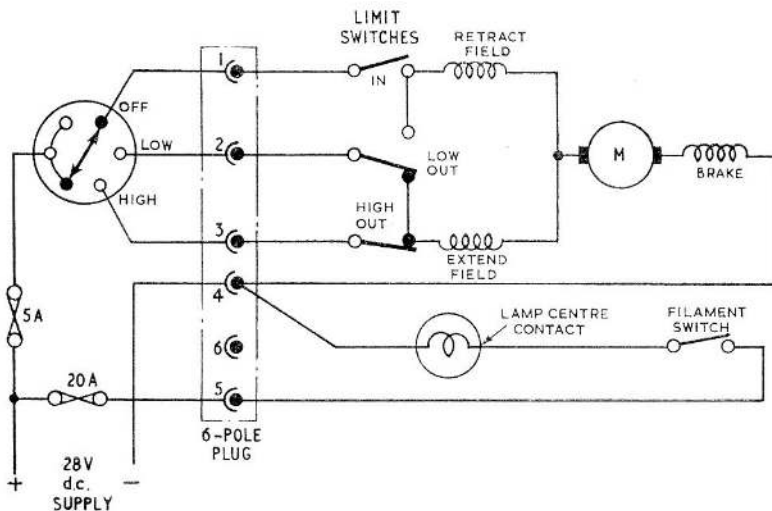 LIMIT
SWITCHES
RETRACT
FIELD
1
IN
OFF
LOW
2
LOW
OUT
M
BRAKE
HIGH
3
HIGH
OUT
EXTEND
FIELD
4
5A
LAMP CENTRE
CONTACT
FILAMENT
SWITCH
6
20A
5
6-POLE
PLUG
+
28V
d.c.
SUPPLY
−